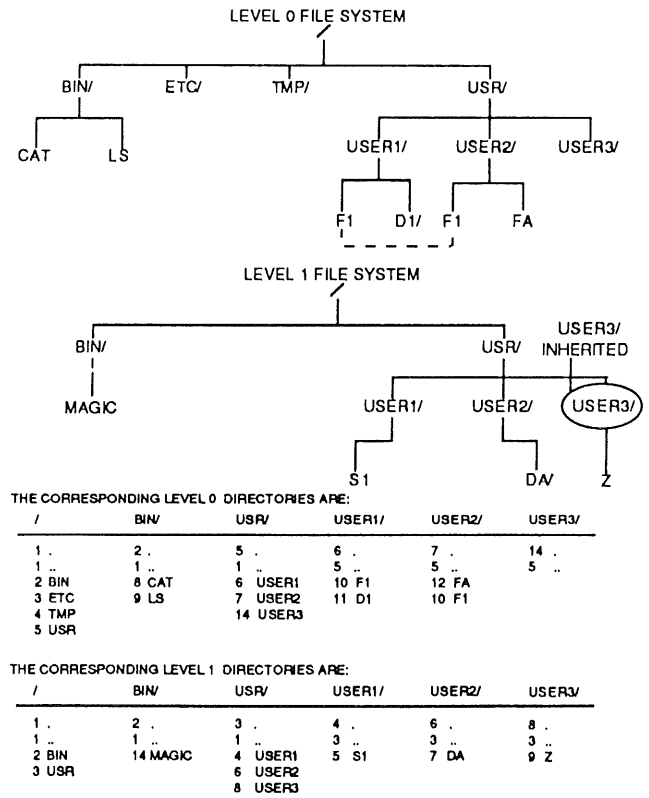 LEVEL 0 FILE SYSTEM
/
BIN/ ETC/ TMP/ USR/
CAT LS USER1/ USER2/ USER3/
F1 D1/ F1 FA
LEVEL 1 FILE SYSTEM
/
BIN/ USR/ USER3/
INHERITED
MAGIC USER1/ USER2/ USER3/
S1 DA/ Z
THE CORRESPONDING LEVEL 0 DIRECTORIES ARE:
/ BIN/ USR/ USER1/ USER2/ USER3/
1 . 2 . 5 . 6 . 7 . 14 .
1 .. 1 .. 1 .. 5 .. 5 .. 5 ..
2 BIN 8 CAT 6 USER1 10 F1 12 FA
3 ETC 9 LS 7 USER2 11 D1 10 F1
4 TMP 14 USER3
5 USR
THE CORRESPONDING LEVEL 1 DIRECTORIES ARE:
/ BIN/ USR/ USER1/ USER2/ USER3/
1 . 2 . 3 . 4 . 6 . 8 .
1 .. 1 .. 1 .. 3 .. 3 .. 3 ..
2 BIN 14 MAGIC 4 USER1 5 S1 7 DA 9 Z
3 USR 6 USER2
8 USER3